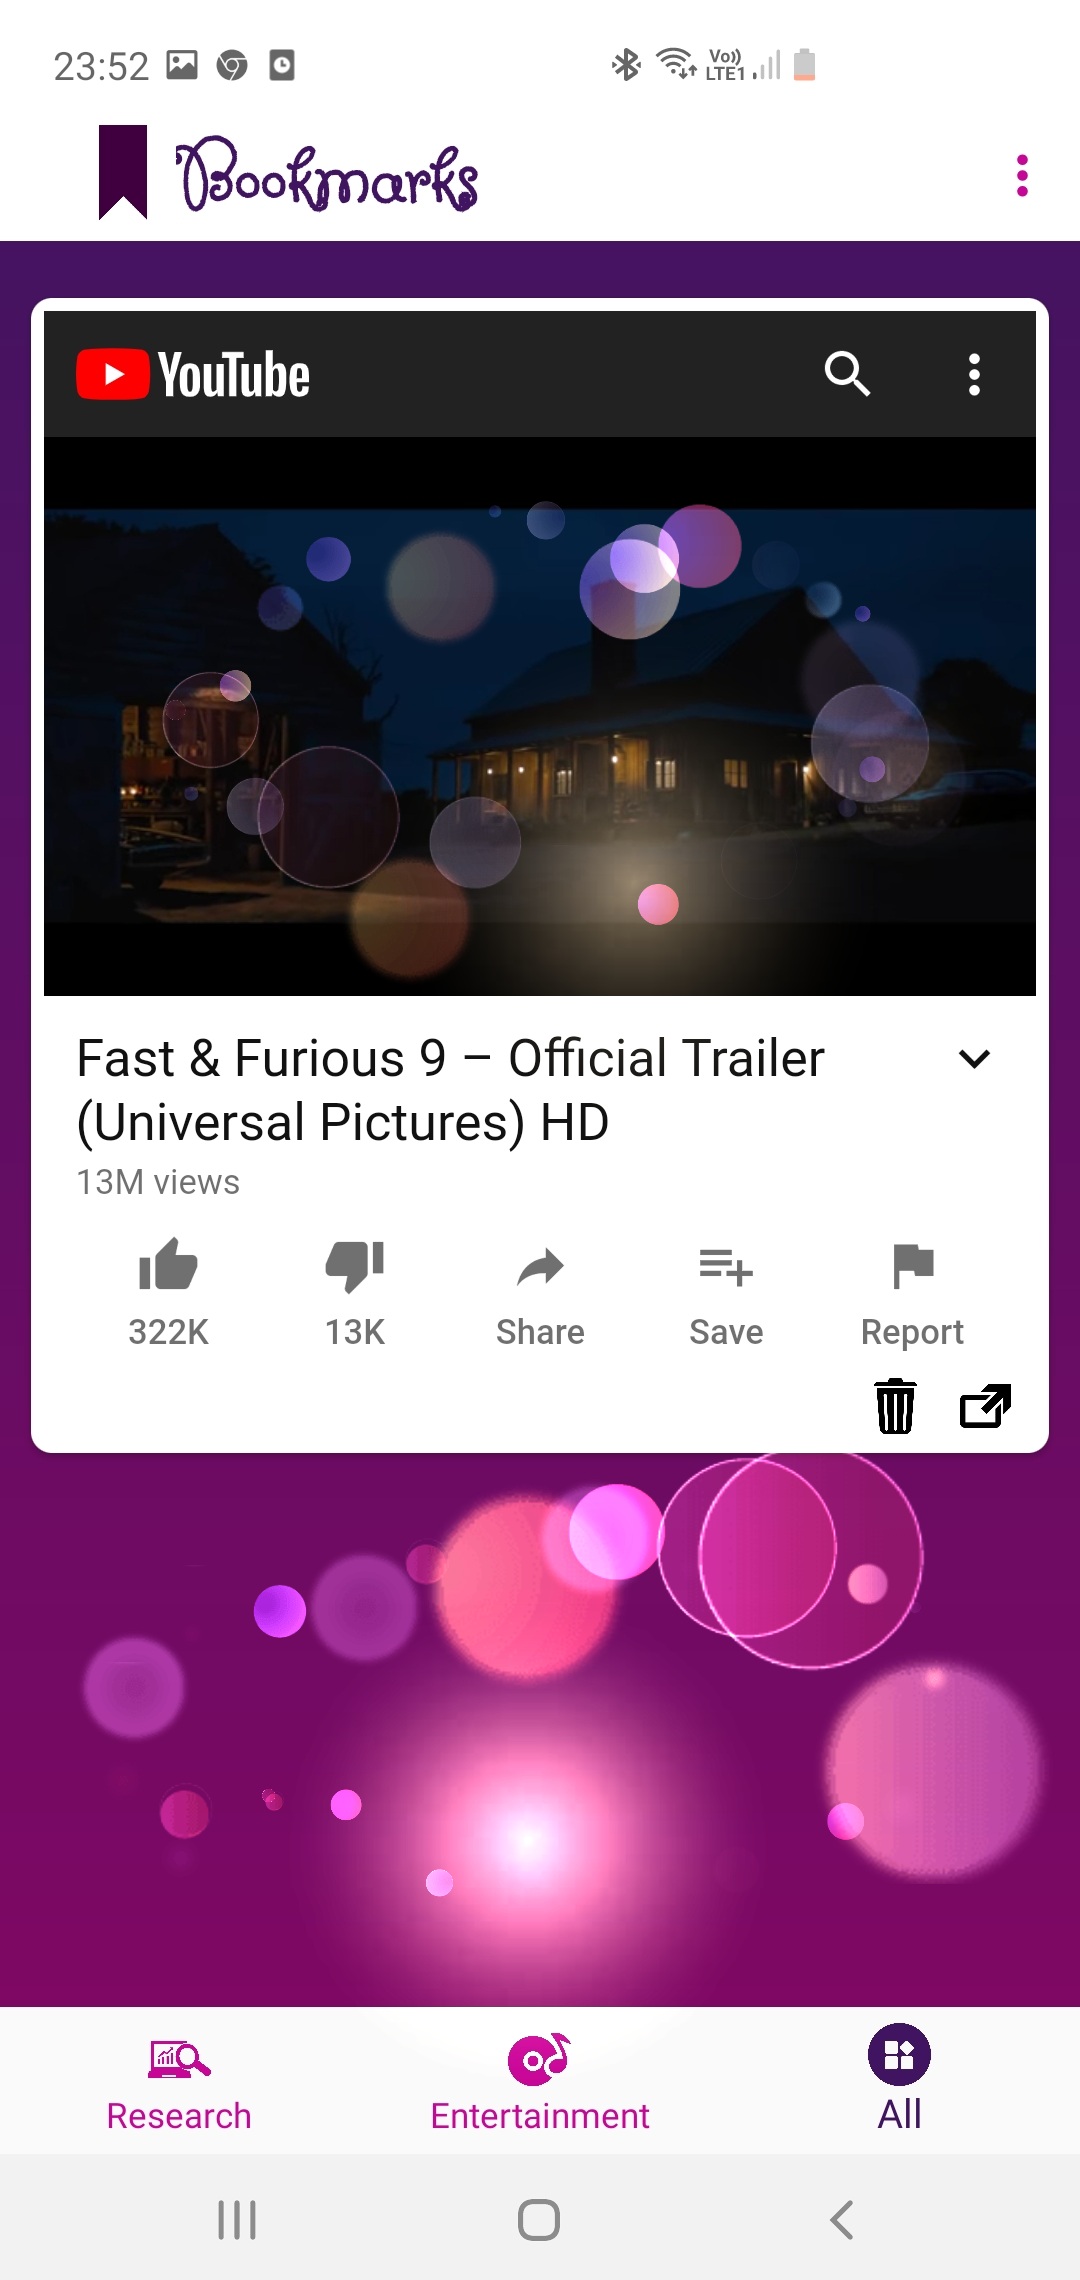 23:52
Vo))
LTE1
Bookmarks
YouTube
Fast & Furious 9 – Official Trailer
(Universal Pictures) HD
13M views
322K
13K
Share
Save
Report
Research
Entertainment
All